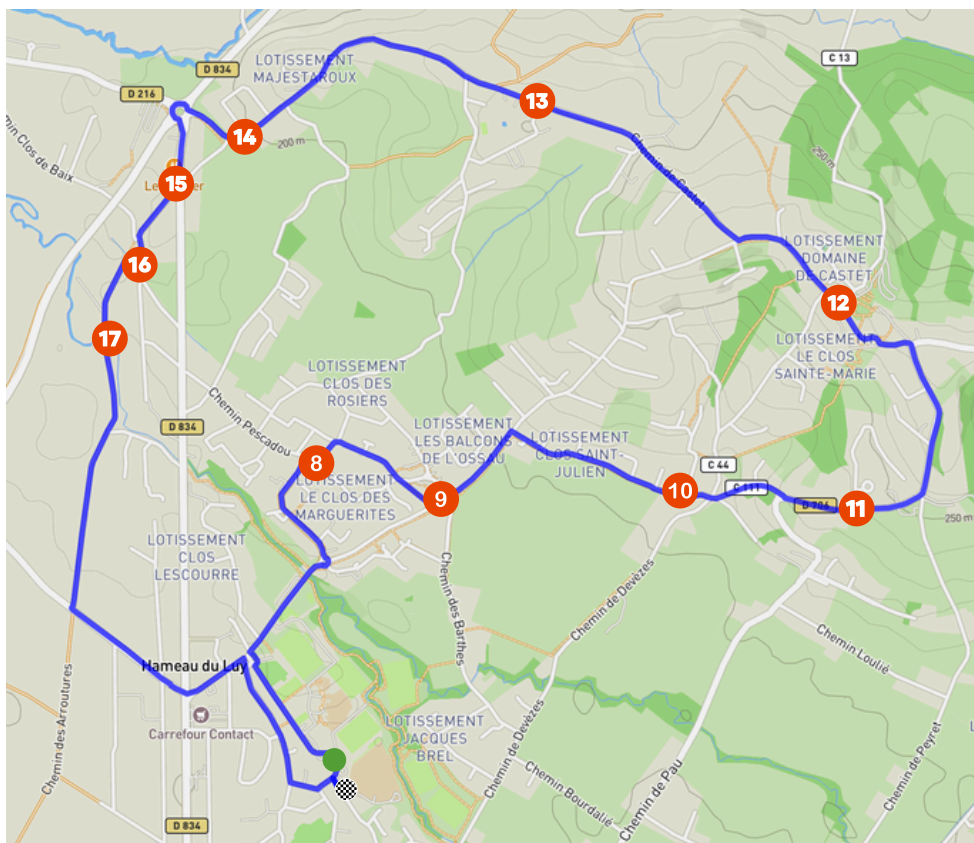 D 834
LOTISSEMENT
MAJESTAROUX
C 13
D 216
13
14
200 m
Chemin de Castet
250 m
15
LOTISSEMENT
DOMAINE
DE CASTET
16
12
17
LOTISSEMENT
LE CLOS
SAINTE-MARIE
LOTISSEMENT
CLOS DES
ROSIERS
Chemin Pescadou
D 834
LOTISSEMENT
LES BALCONS
DE L'OSSAU
LOTISSEMENT
CLOS SAINT-
JULIEN
8
C 44
LOTISSEMENT
LE CLOS DES
MARGUERITES
9
10
C 111
D 706
11
250 m
LOTISSEMENT
CLOS
LESCOURRE
Chemin des Barthes
Chemin de Devèzes
Chemin Loulié
Hameau du Luy
Chemin des Arroutures
Carrefour Contact
LOTISSEMENT
JACQUES
BREL
Chemin de Devèzes
Chemin de Peyret
Chemin Bourdalié
Chemin de Pau
D 834